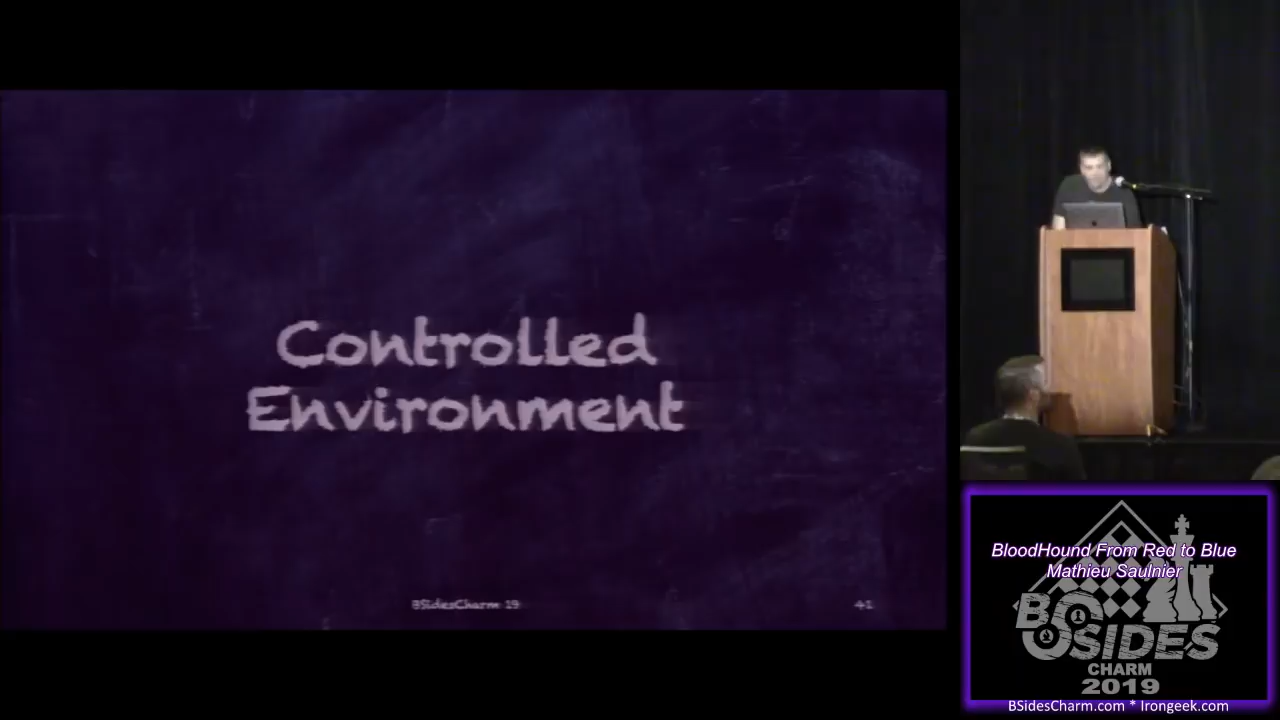 Controlled
Environment
BSidesCharm 19
41
BloodHound From Red to Blue
Mathieu Saulnier
BSIDES
CHARM
2019
BSidesCharm.com * Irongeek.com